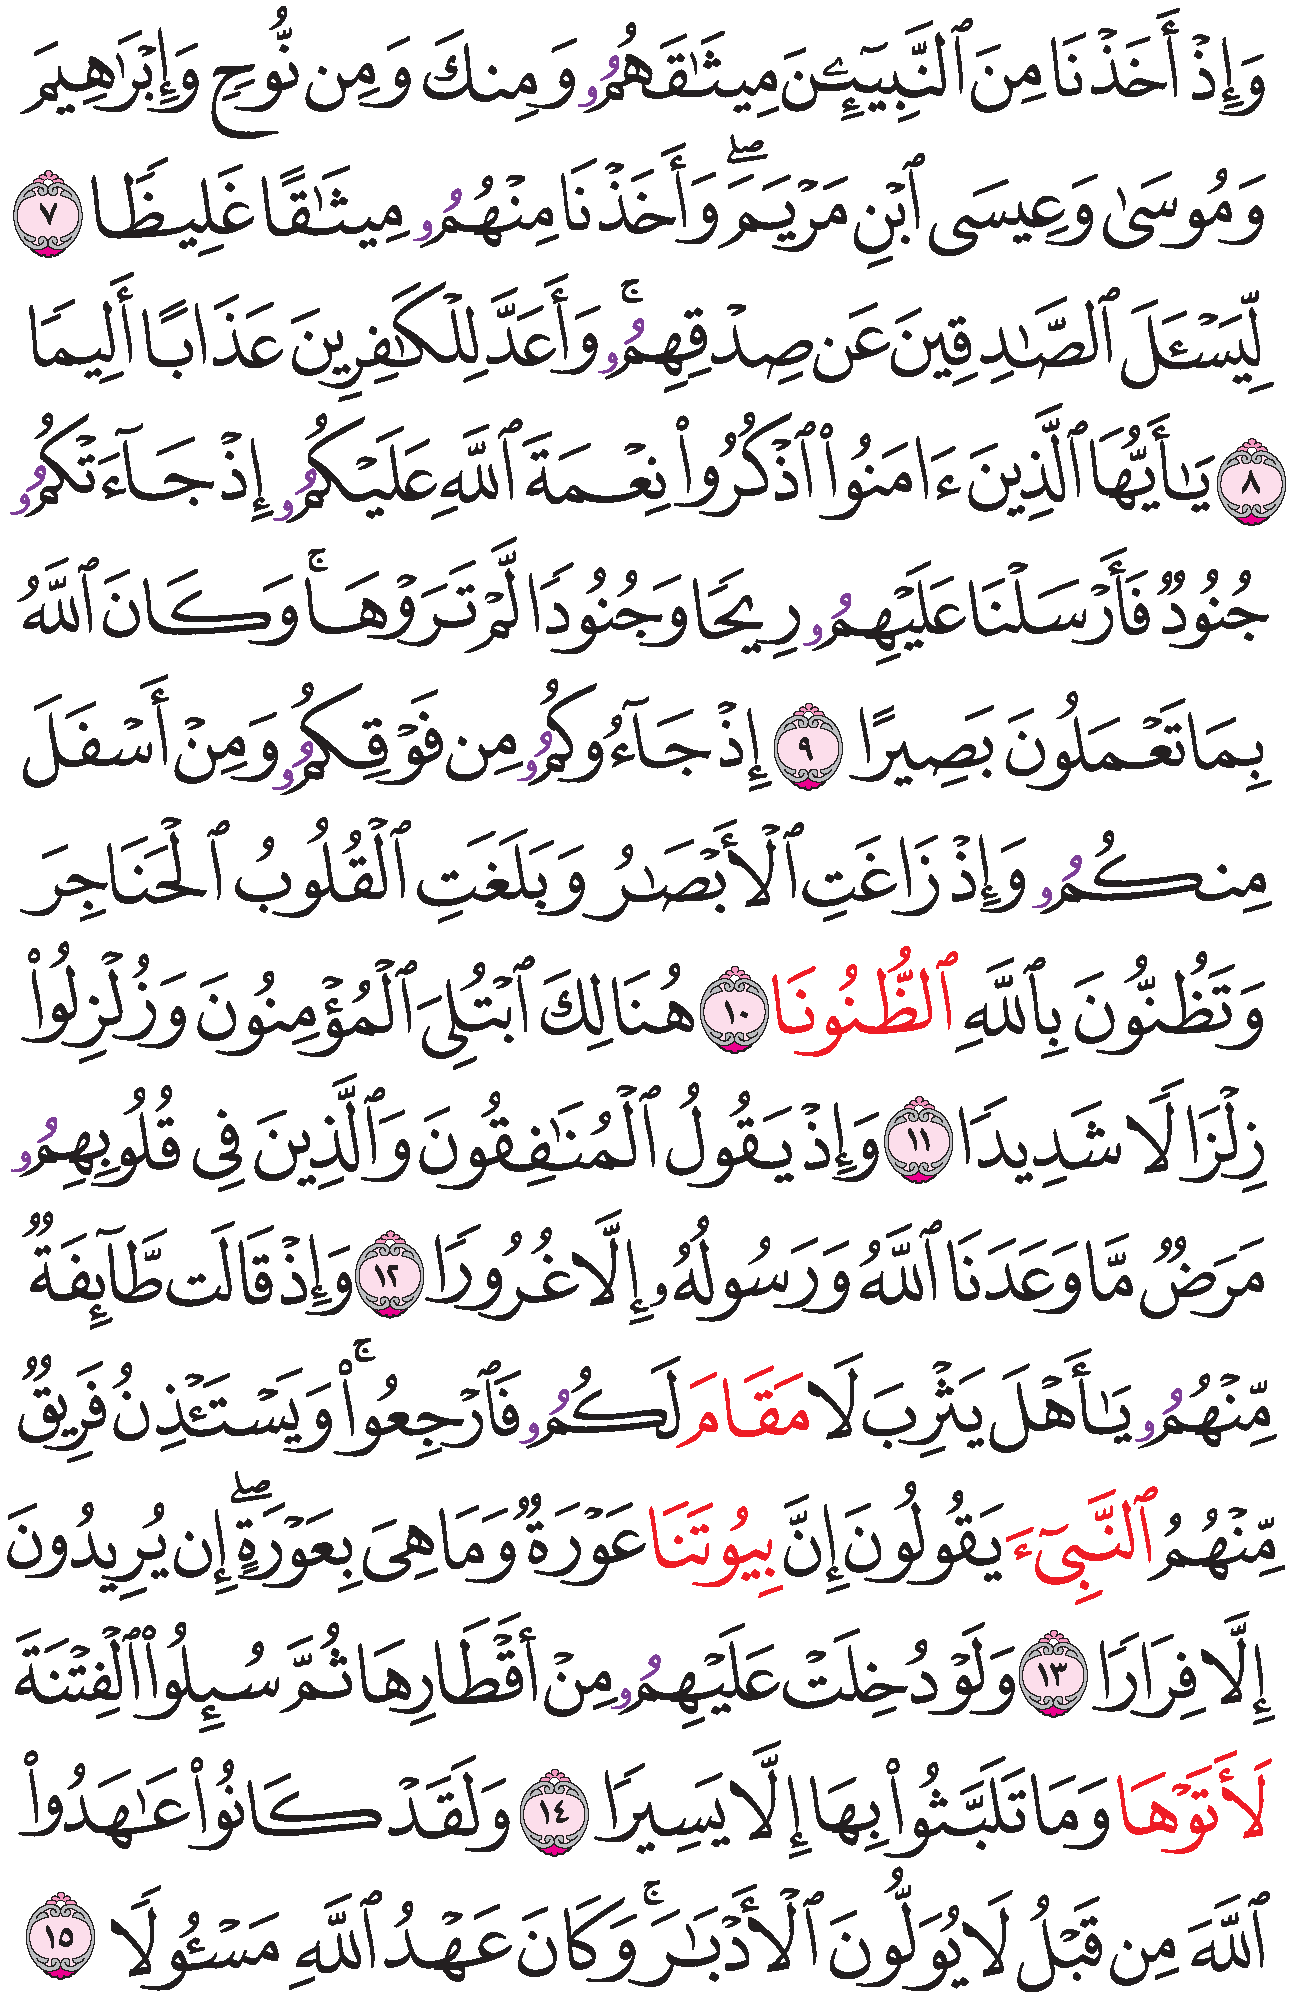 وَإِذۡ أَخَذۡنَا مِنَ ٱلنَّبِيٓـِٔنَ مِيثَٰقَهُمُۥ وَمِنكَ وَمِن نُّوحٖ وَإِبۡرَٰهِيمَ
وَمُوسَىٰ وَعِيسَى ٱبۡنِ مَرۡيَمَۖ وَأَخَذۡنَا مِنۡهُمُۥ مِيثَٰقًا غَلِيظٗا ٧
لِّيَسۡـَٔلَ ٱلصَّٰدِقِينَ عَن صِدۡقِهِمُۥۚ وَأَعَدَّ لِلۡكَٰفِرِينَ عَذَابًا أَلِيمٗا
٨ يَٰٓأَيُّهَا ٱلَّذِينَ ءَامَنُواْ ٱذۡكُرُواْ نِعۡمَةَ ٱللَّهِ عَلَيۡكُمُۥ إِذۡ جَآءَتۡكُمُۥ
جُنُودٞ فَأَرۡسَلۡنَا عَلَيۡهِمُۥ رِيحٗا وَجُنُودٗا لَّمۡ تَرَوۡهَاۚ وَكَانَ ٱللَّهُ
بِمَا تَعۡمَلُونَ بَصِيرًا ٩ إِذۡ جَآءُوكُمُۥ مِن فَوۡقِكُمُۥ وَمِنۡ أَسۡفَلَ
مِنكُمُۥ وَإِذۡ زَاغَتِ ٱلۡأَبۡصَٰرُ وَبَلَغَتِ ٱلۡقُلُوبُ ٱلۡحَنَاجِرَ
وَتَظُنُّونَ بِٱللَّهِ ٱلظُّنُونَا ١٠ هُنَالِكَ ٱبۡتُلِيَ ٱلۡمُؤۡمِنُونَ وَزُلۡزِلُواْ
زِلۡزَالٗا شَدِيدٗا ١١ وَإِذۡ يَقُولُ ٱلۡمُنَٰفِقُونَ وَٱلَّذِينَ فِي قُلُوبِهِمُۥ
مَرَضٞ مَّا وَعَدَنَا ٱللَّهُ وَرَسُولُهُۥٓ إِلَّا غُرُورٗا ١٢ وَإِذۡ قَالَت طَّآئِفَةٞ
مِّنۡهُمُۥ يَٰٓأَهۡلَ يَثۡرِبَ لَا مَقَامَ لَكُمُۥ فَٱرۡجِعُواْۚ وَيَسۡتَـٔۡذِنُ فَرِيقٞ
مِّنۡهُمُ ٱلنَّبِيٓءَ يَقُولُونَ إِنَّ بِيُوتَنَا عَوۡرَةٞ وَمَا هِيَ بِعَوۡرَةٍۖ إِن يُرِيدُونَ
إِلَّا فِرَارٗا ١٣ وَلَوۡ دُخِلَتۡ عَلَيۡهِمُۥ مِنۡ أَقۡطَارِهَا ثُمَّ سُئِلُواْ ٱلۡفِتۡنَةَ
لَأَتَوۡهَا وَمَا تَلَبَّثُواْ بِهَا إِلَّا يَسِيرٗا ١٤ وَلَقَدۡ كَانُواْ عَٰهَدُواْ
ٱللَّهَ مِن قَبۡلُ لَا يُوَلُّونَ ٱلۡأَدۡبَٰرَۚ وَكَانَ عَهۡدُ ٱللَّهِ مَسۡـُٔولٗا ١٥